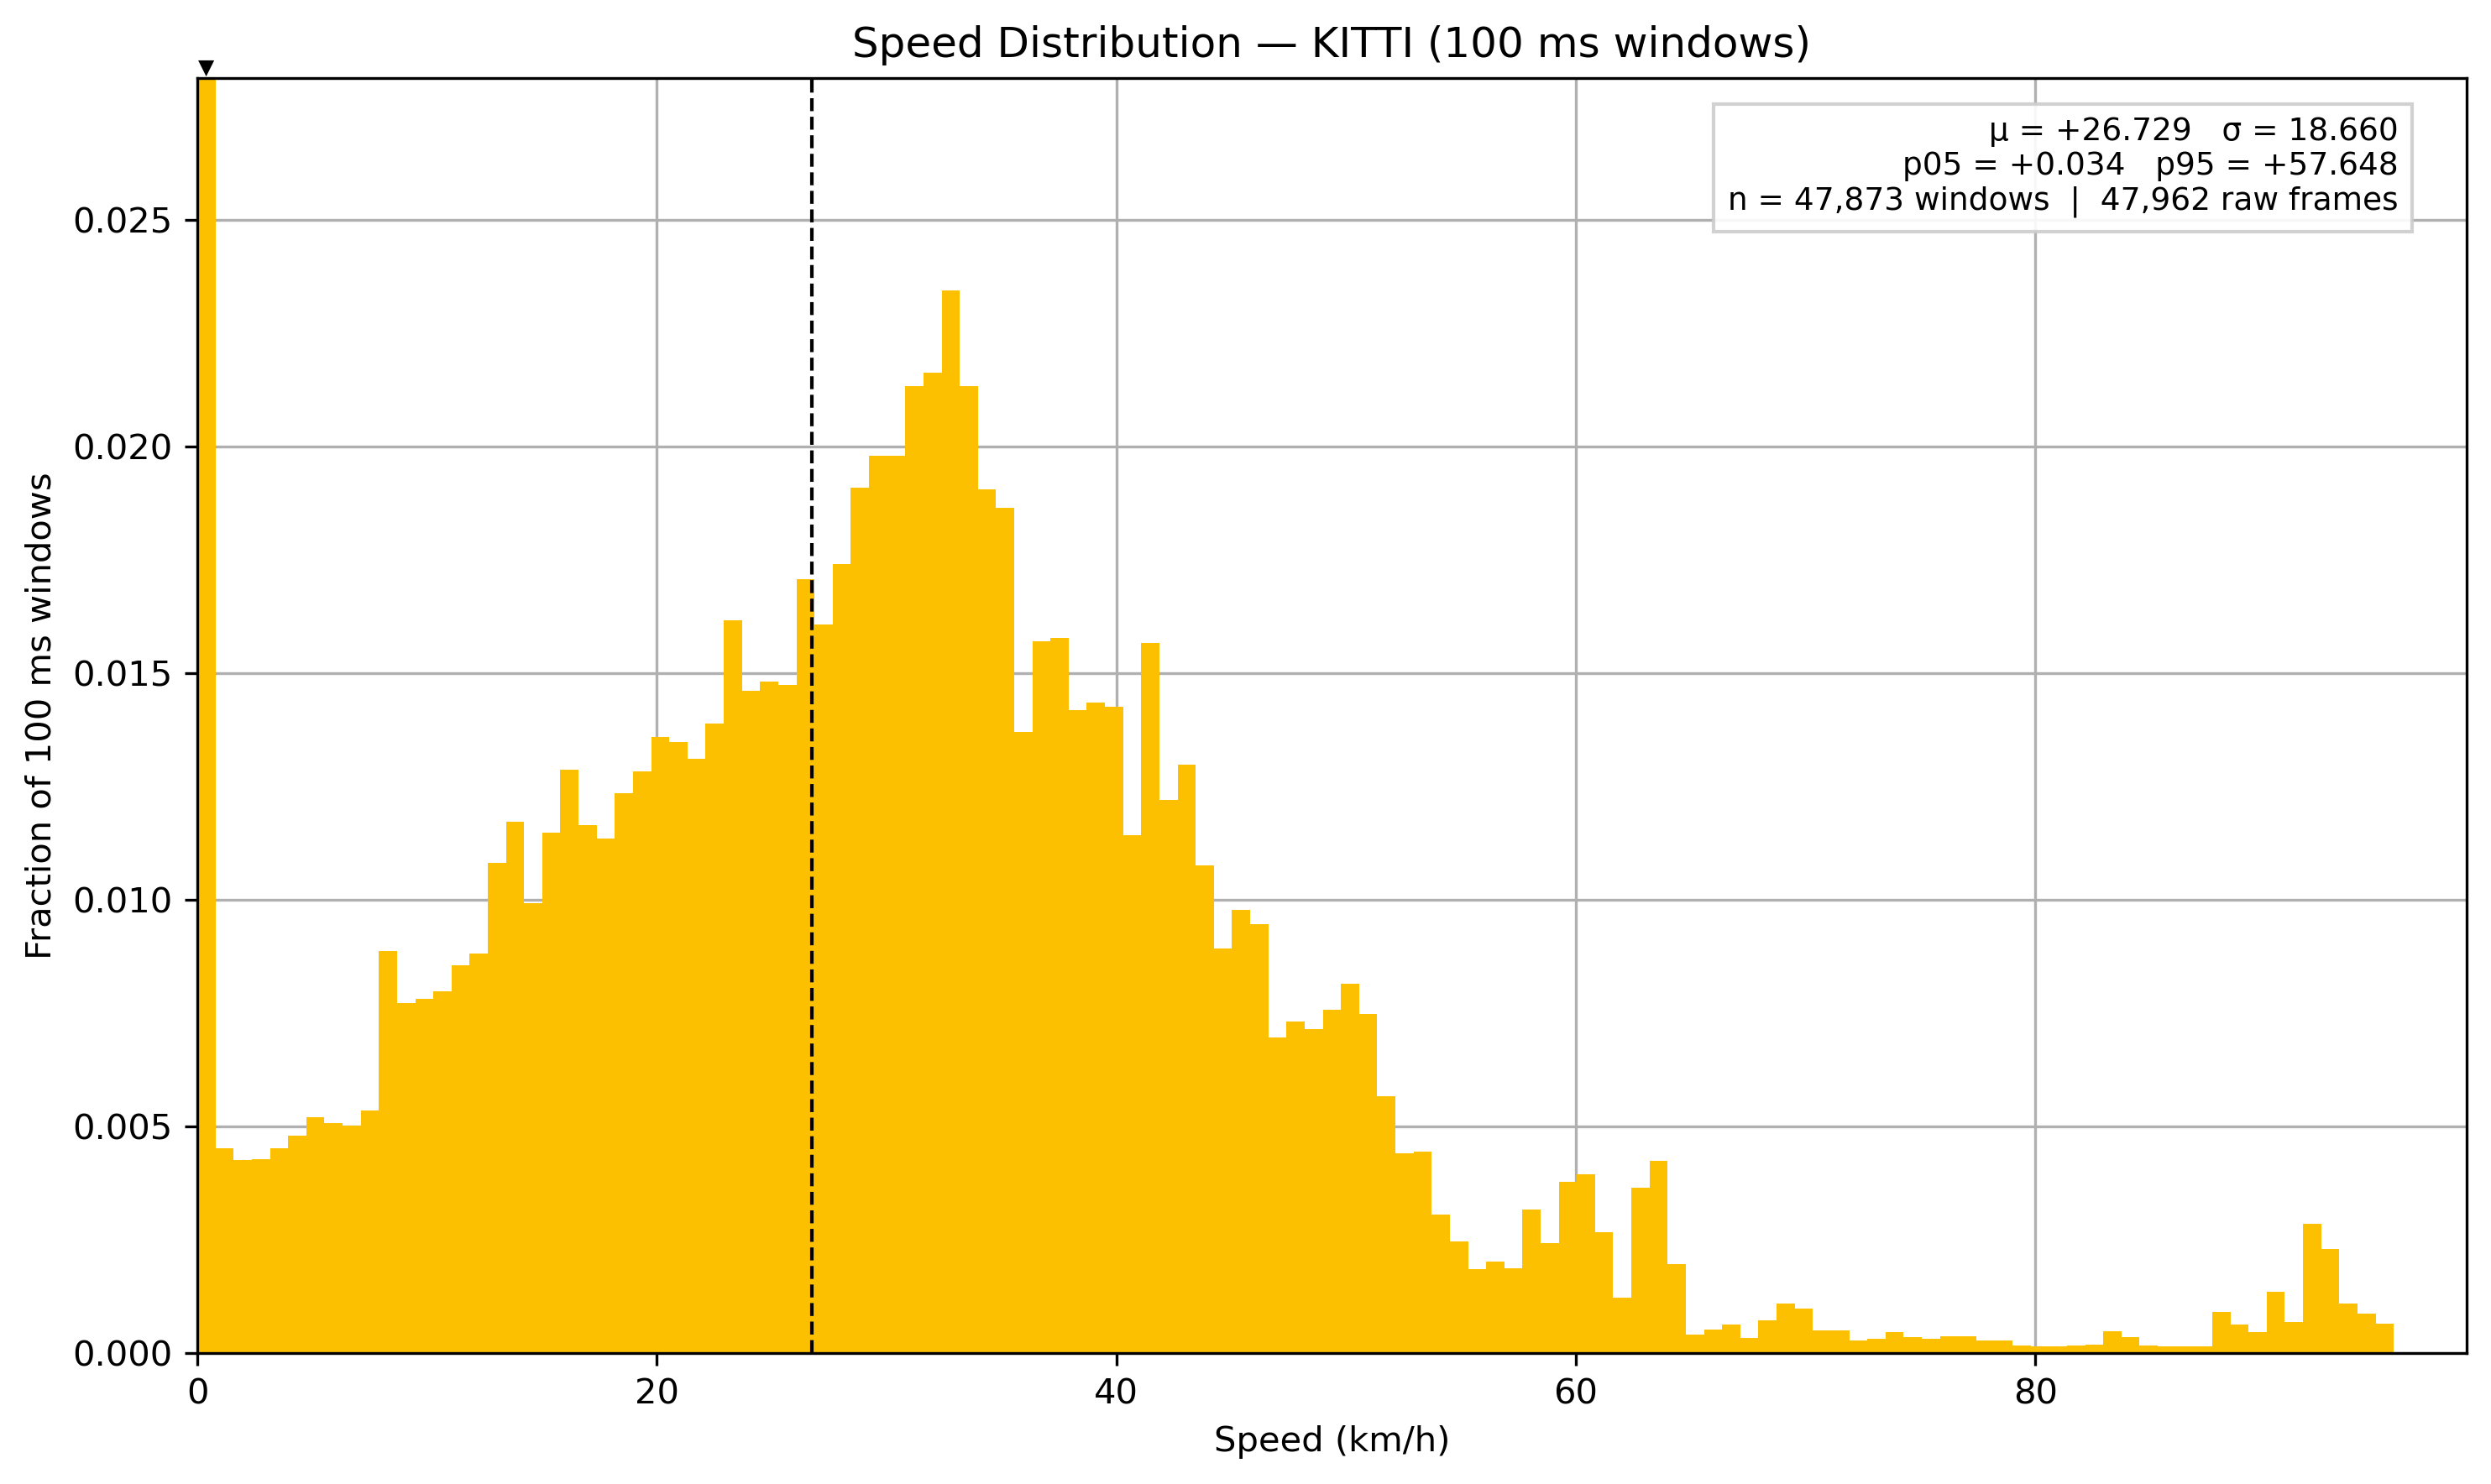 Speed Distribution — KITTI (100 ms windows)
μ = +26.729   σ = 18.660
p05 = +0.034   p95 = +57.648
n = 47,873 windows  |  47,962 raw frames
0.025
0.020
0.015
0.010
0.005
0.000
Fraction of 100 ms windows
0 20 40 60 80
Speed (km/h)